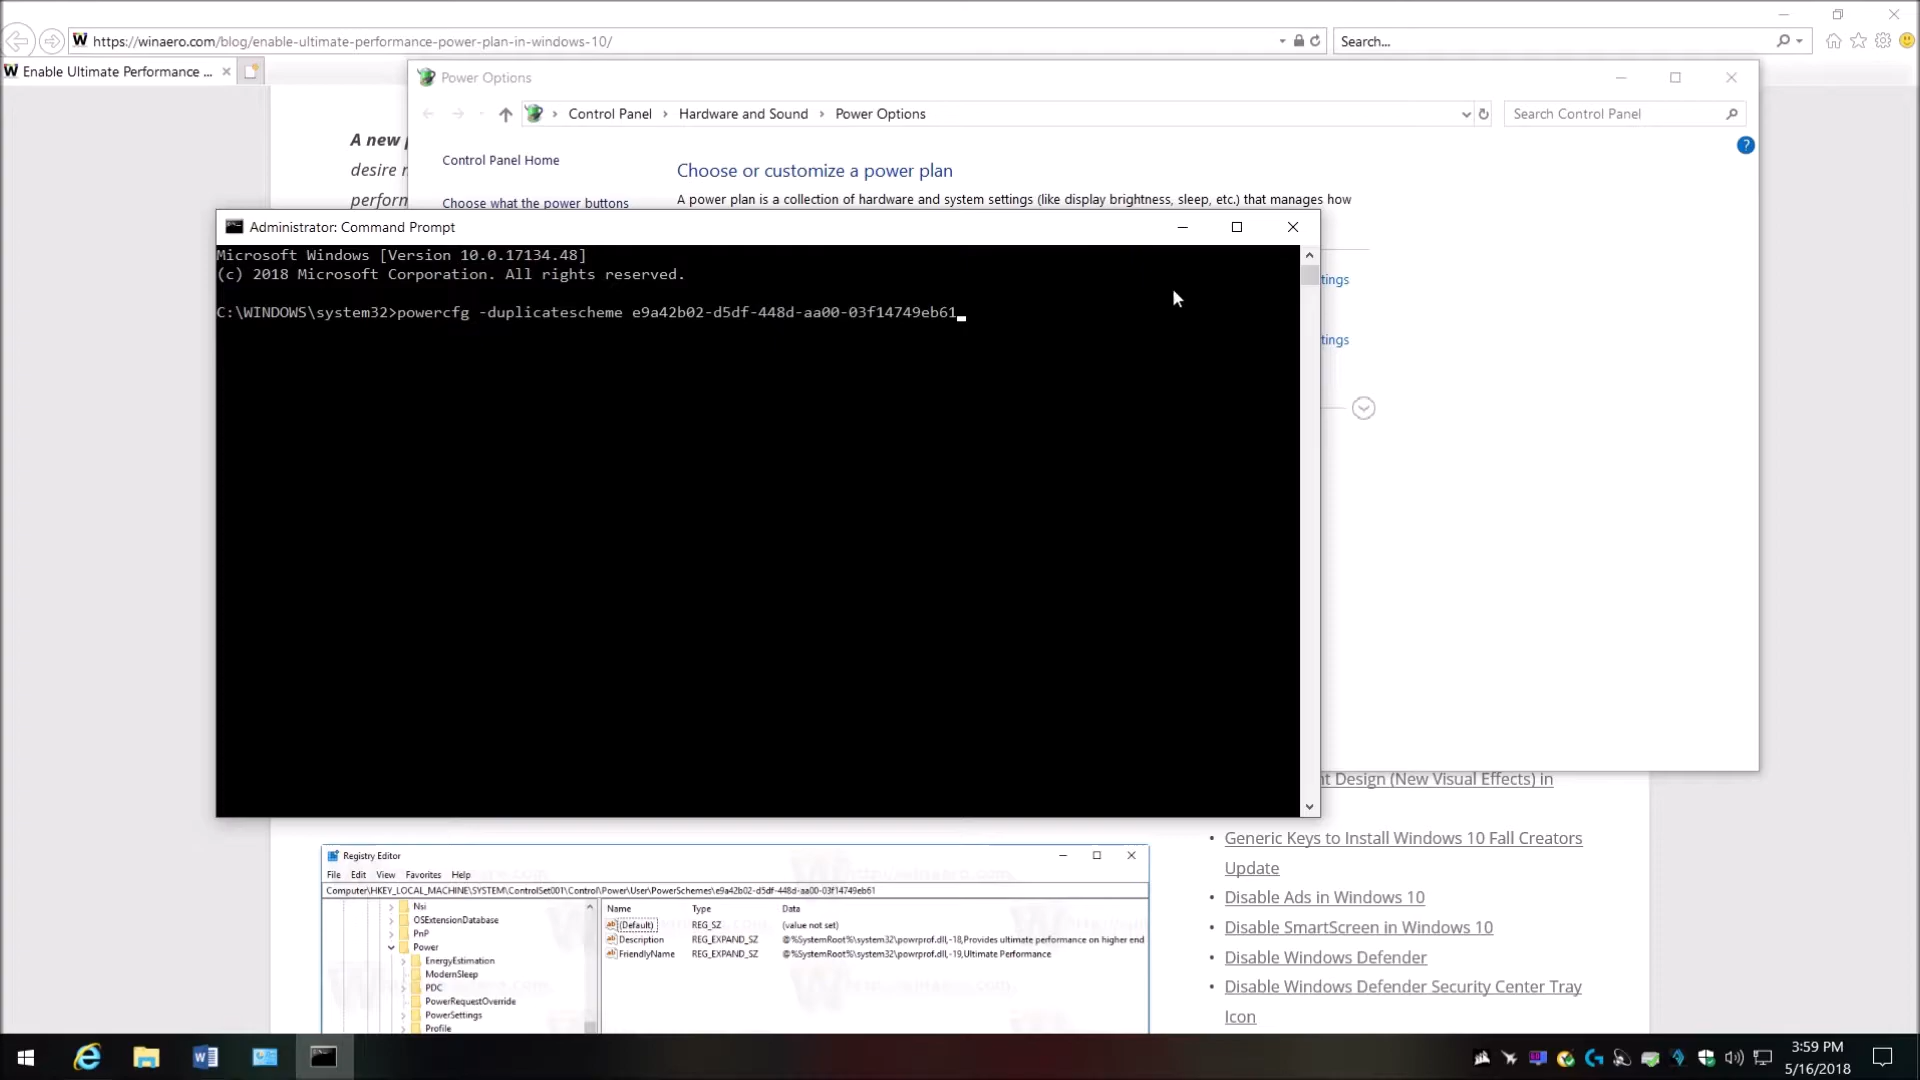 https://winaero.com/blog/enable-ultimate-performance-power-plan-in-windows-10/
Search...
Enable Ultimate Performance ...
Power Options
Control Panel
Hardware and Sound
Power Options
Search Control Panel
A new
desire
Control Panel Home
Choose or customize a power plan
Choose what the power buttons
A power plan is a collection of hardware and system settings (like display brightness, sleep, etc.) that manages how
Administrator: Command Prompt
Microsoft Windows [Version 10.0.17134.48]
(c) 2018 Microsoft Corporation. All rights reserved.
C:\WINDOWS\system32>powercfg -duplicatescheme e9a42b02-d5df-448d-aa00-03f14749eb61
tings
tings
nt Design (New Visual Effects) in
• Generic Keys to Install Windows 10 Fall Creators
Update
• Disable Ads in Windows 10
• Disable SmartScreen in Windows 10
• Disable Windows Defender
• Disable Windows Defender Security Center Tray
Icon
Registry Editor
File Edit View Favorites Help
Computer\HKEY_LOCAL_MACHINE\SYSTEM\ControlSet001\Control\Power\User\PowerSchemes\e9a42b02-d5df-448d-aa00-03f14749eb61
Nsi
OSExtensionDatabase
PnP
Power
EnergyEstimation
ModernSleep
PDC
PowerRequestOverride
PowerSettings
Profile
Name Type Data
(Default) REG_SZ (value not set)
Description REG_EXPAND_SZ @%SystemRoot%\system32\powrprof.dll,-18,Provides ultimate performance on higher end
FriendlyName REG_EXPAND_SZ @%SystemRoot%\system32\powrprof.dll,-19,Ultimate Performance
3:59 PM
5/16/2018